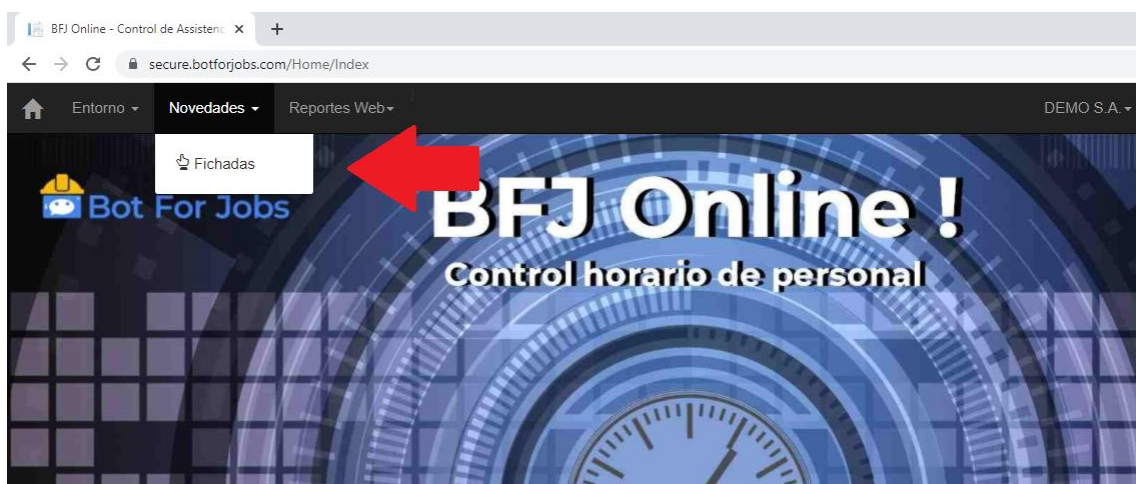 BFJ Online - Control de Assistenc
secure.botforjobs.com/Home/Index
Entorno Novedades Reportes Web DEMO S.A.
Fichadas
Bot For Jobs
BFJ Online !
Control horario de personal